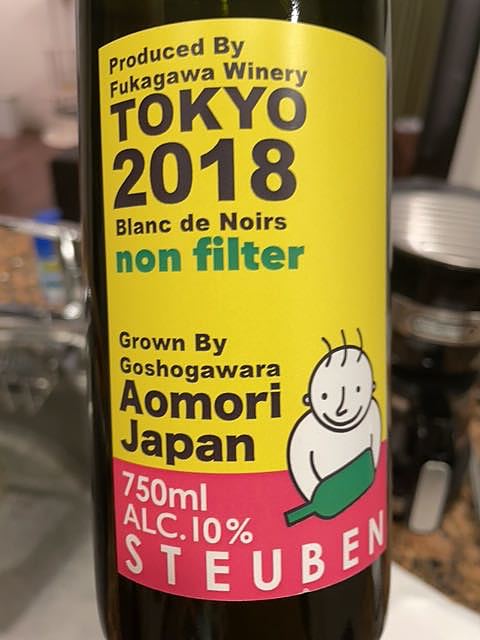 Produced By
Fukagawa Winery
TOKYO
2018
Blanc de Noirs
non filter
Grown By
Goshogawara
Aomori
Japan
750ml
ALC.10%
STEUBEN